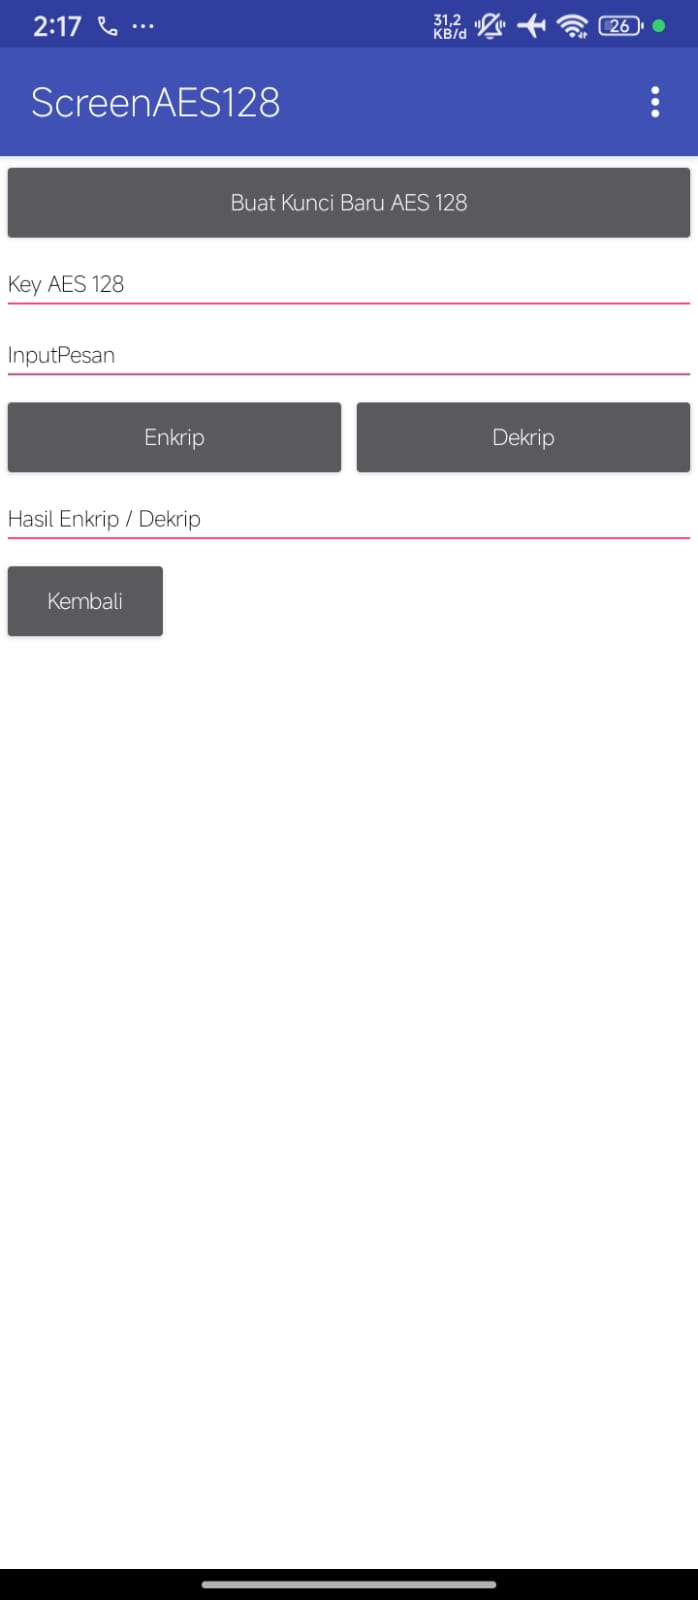 2:17 ... 31,2 KB/d 26
ScreenAES128
Buat Kunci Baru AES 128
Key AES 128
InputPesan
Enkrip Dekrip
Hasil Enkrip / Dekrip
Kembali